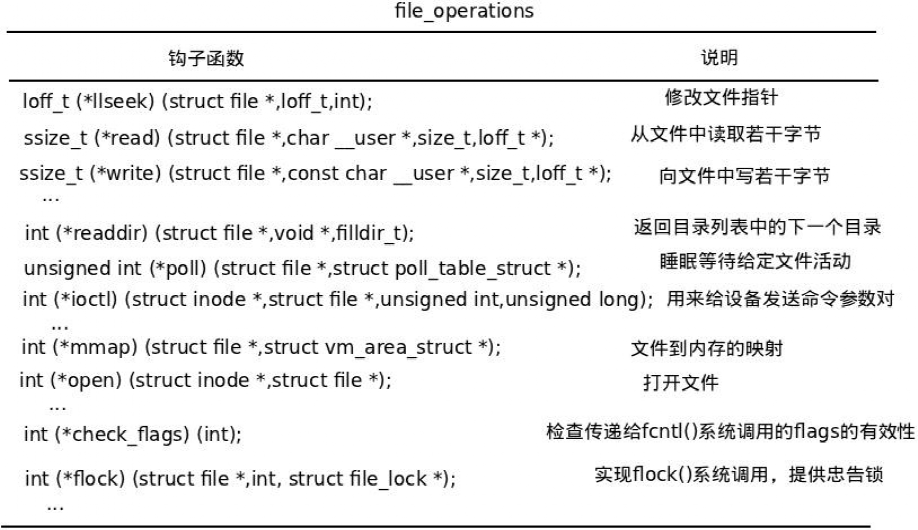 file_operations
钩子函数 说明
loff_t (*llseek) (struct file *,loff_t,int); 修改文件指针
ssize_t (*read) (struct file *,char __user *,size_t,loff_t *); 从文件中读取若干字节
ssize_t (*write) (struct file *,const char __user *,size_t,loff_t *); 向文件中写若干字节
...
int (*readdir) (struct file *,void *,filldir_t); 返回目录列表中的下一个目录
unsigned int (*poll) (struct file *,struct poll_table_struct *); 睡眠等待给定文件活动
int (*ioctl) (struct inode *,struct file *,unsigned int,unsigned long); 用来给设备发送命令参数对
...
int (*mmap) (struct file *,struct vm_area_struct *); 文件到内存的映射
int (*open) (struct inode *,struct file *); 打开文件
...
int (*check_flags) (int); 检查传递给fcntl()系统调用的flags的有效性
int (*flock) (struct file *,int, struct file_lock *); 实现flock()系统调用，提供忠告锁
...